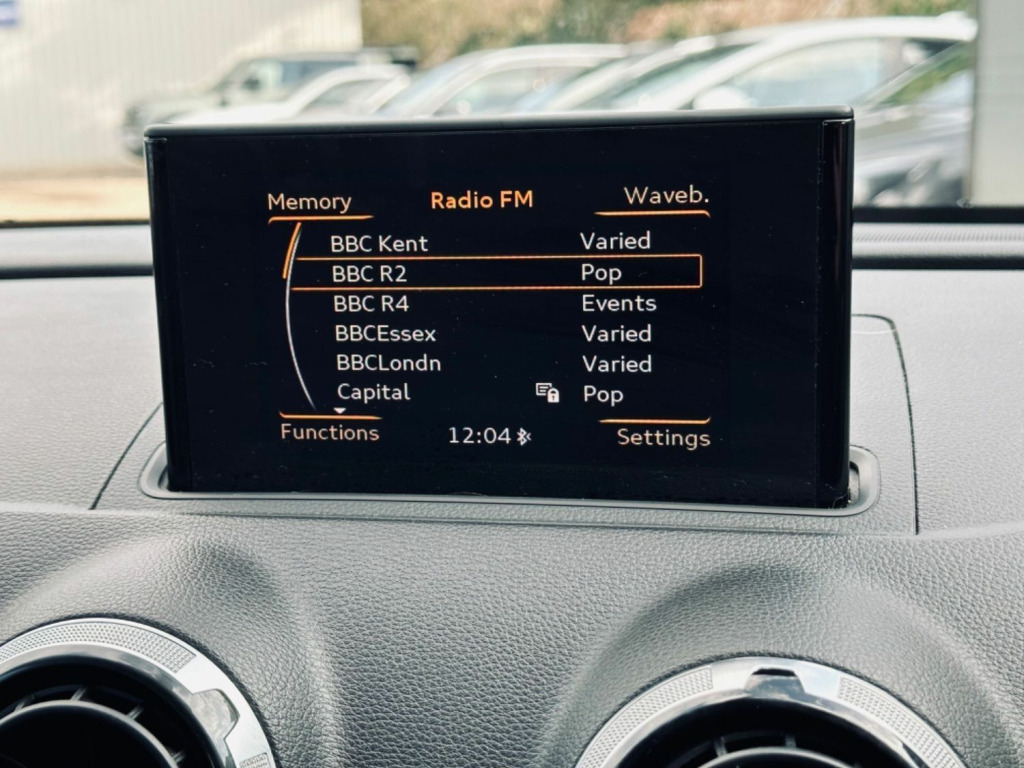 Memory Radio FM Waveb.
BBC Kent Varied
BBC R2 Pop
BBC R4 Events
BBCEssex Varied
BBCLondn Varied
Capital Pop
Functions 12:04 Settings